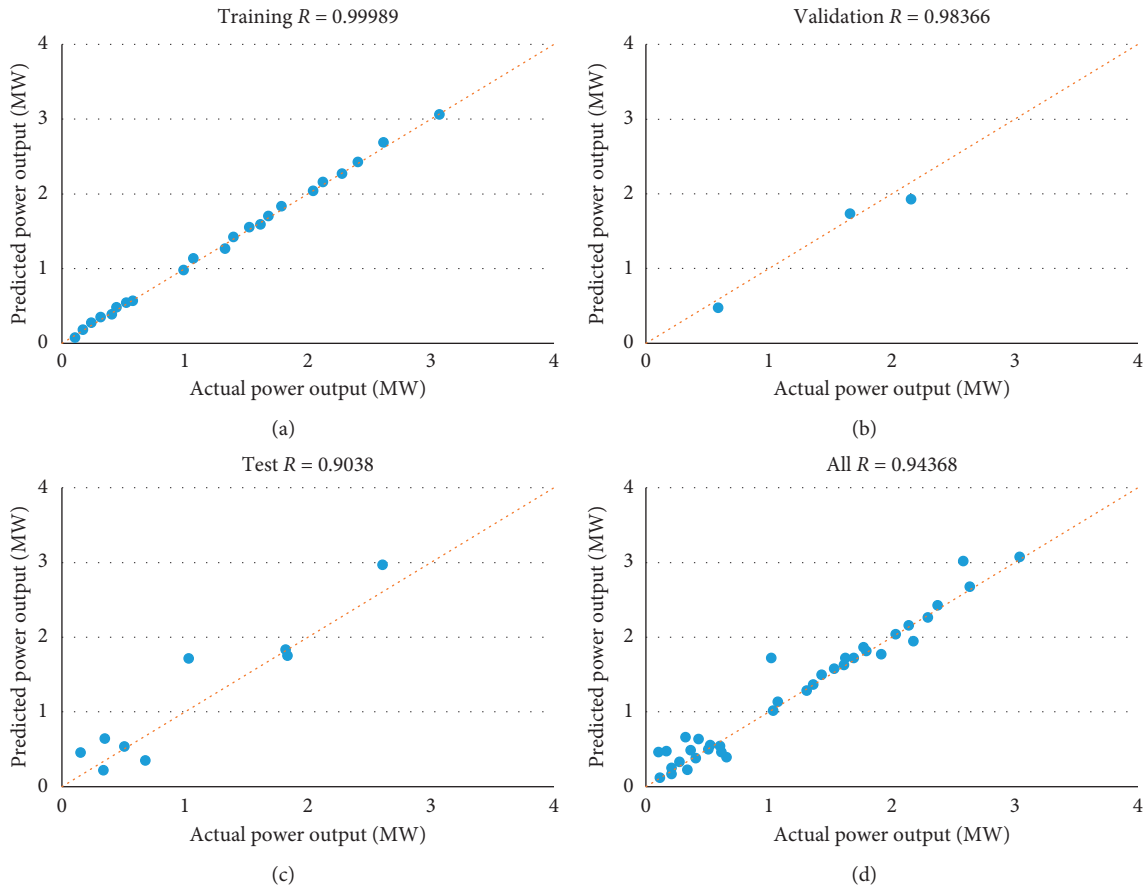 Training R = 0.99989
Predicted power output (MW)
4
3
2
1
0
0 1 2 3 4
Actual power output (MW)
(a)
Validation R = 0.98366
Predicted power output (MW)
4
3
2
1
0
0 1 2 3 4
Actual power output (MW)
(b)
Test R = 0.9038
Predicted power output (MW)
4
3
2
1
0
0 1 2 3 4
Actual power output (MW)
(c)
All R = 0.94368
Predicted power output (MW)
4
3
2
1
0
0 1 2 3 4
Actual power output (MW)
(d)